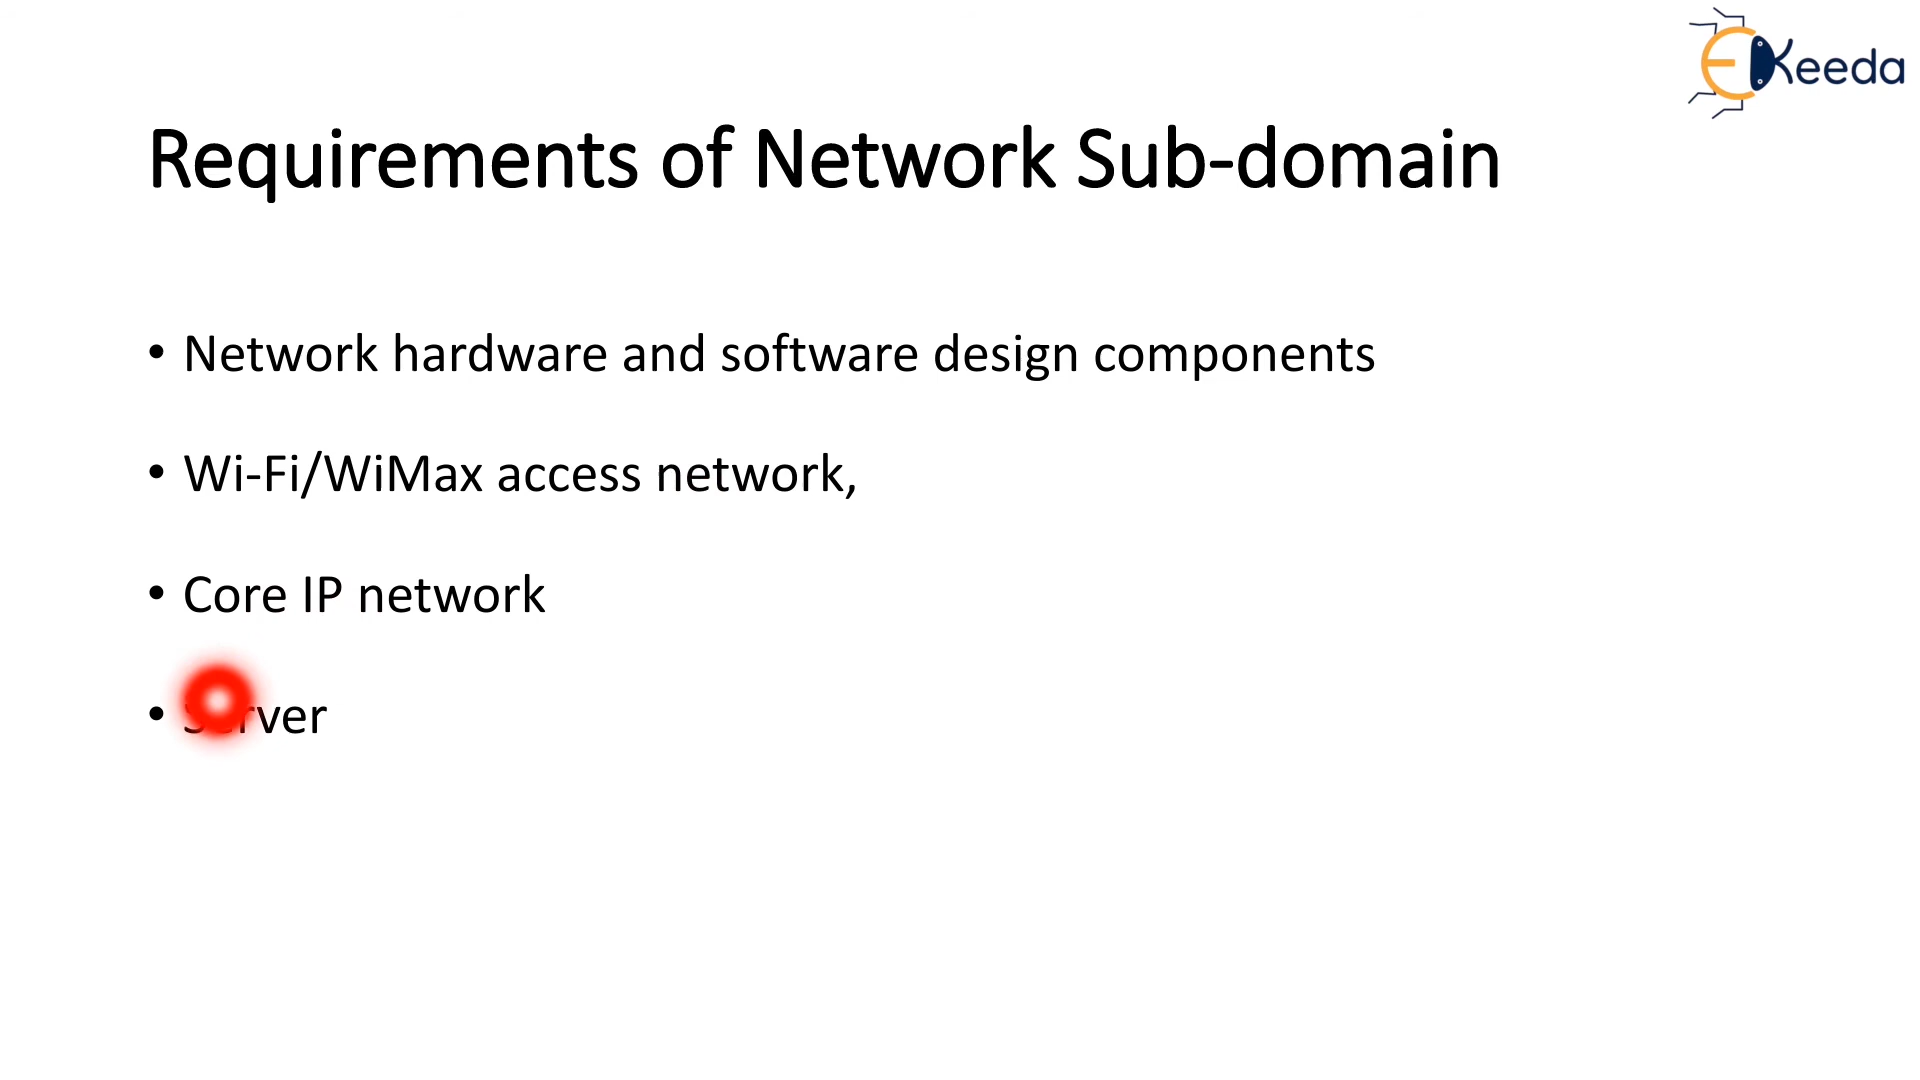 EKeeda
Requirements of Network Sub-domain
• Network hardware and software design components
• Wi-Fi/WiMax access network,
• Core IP network
• Server